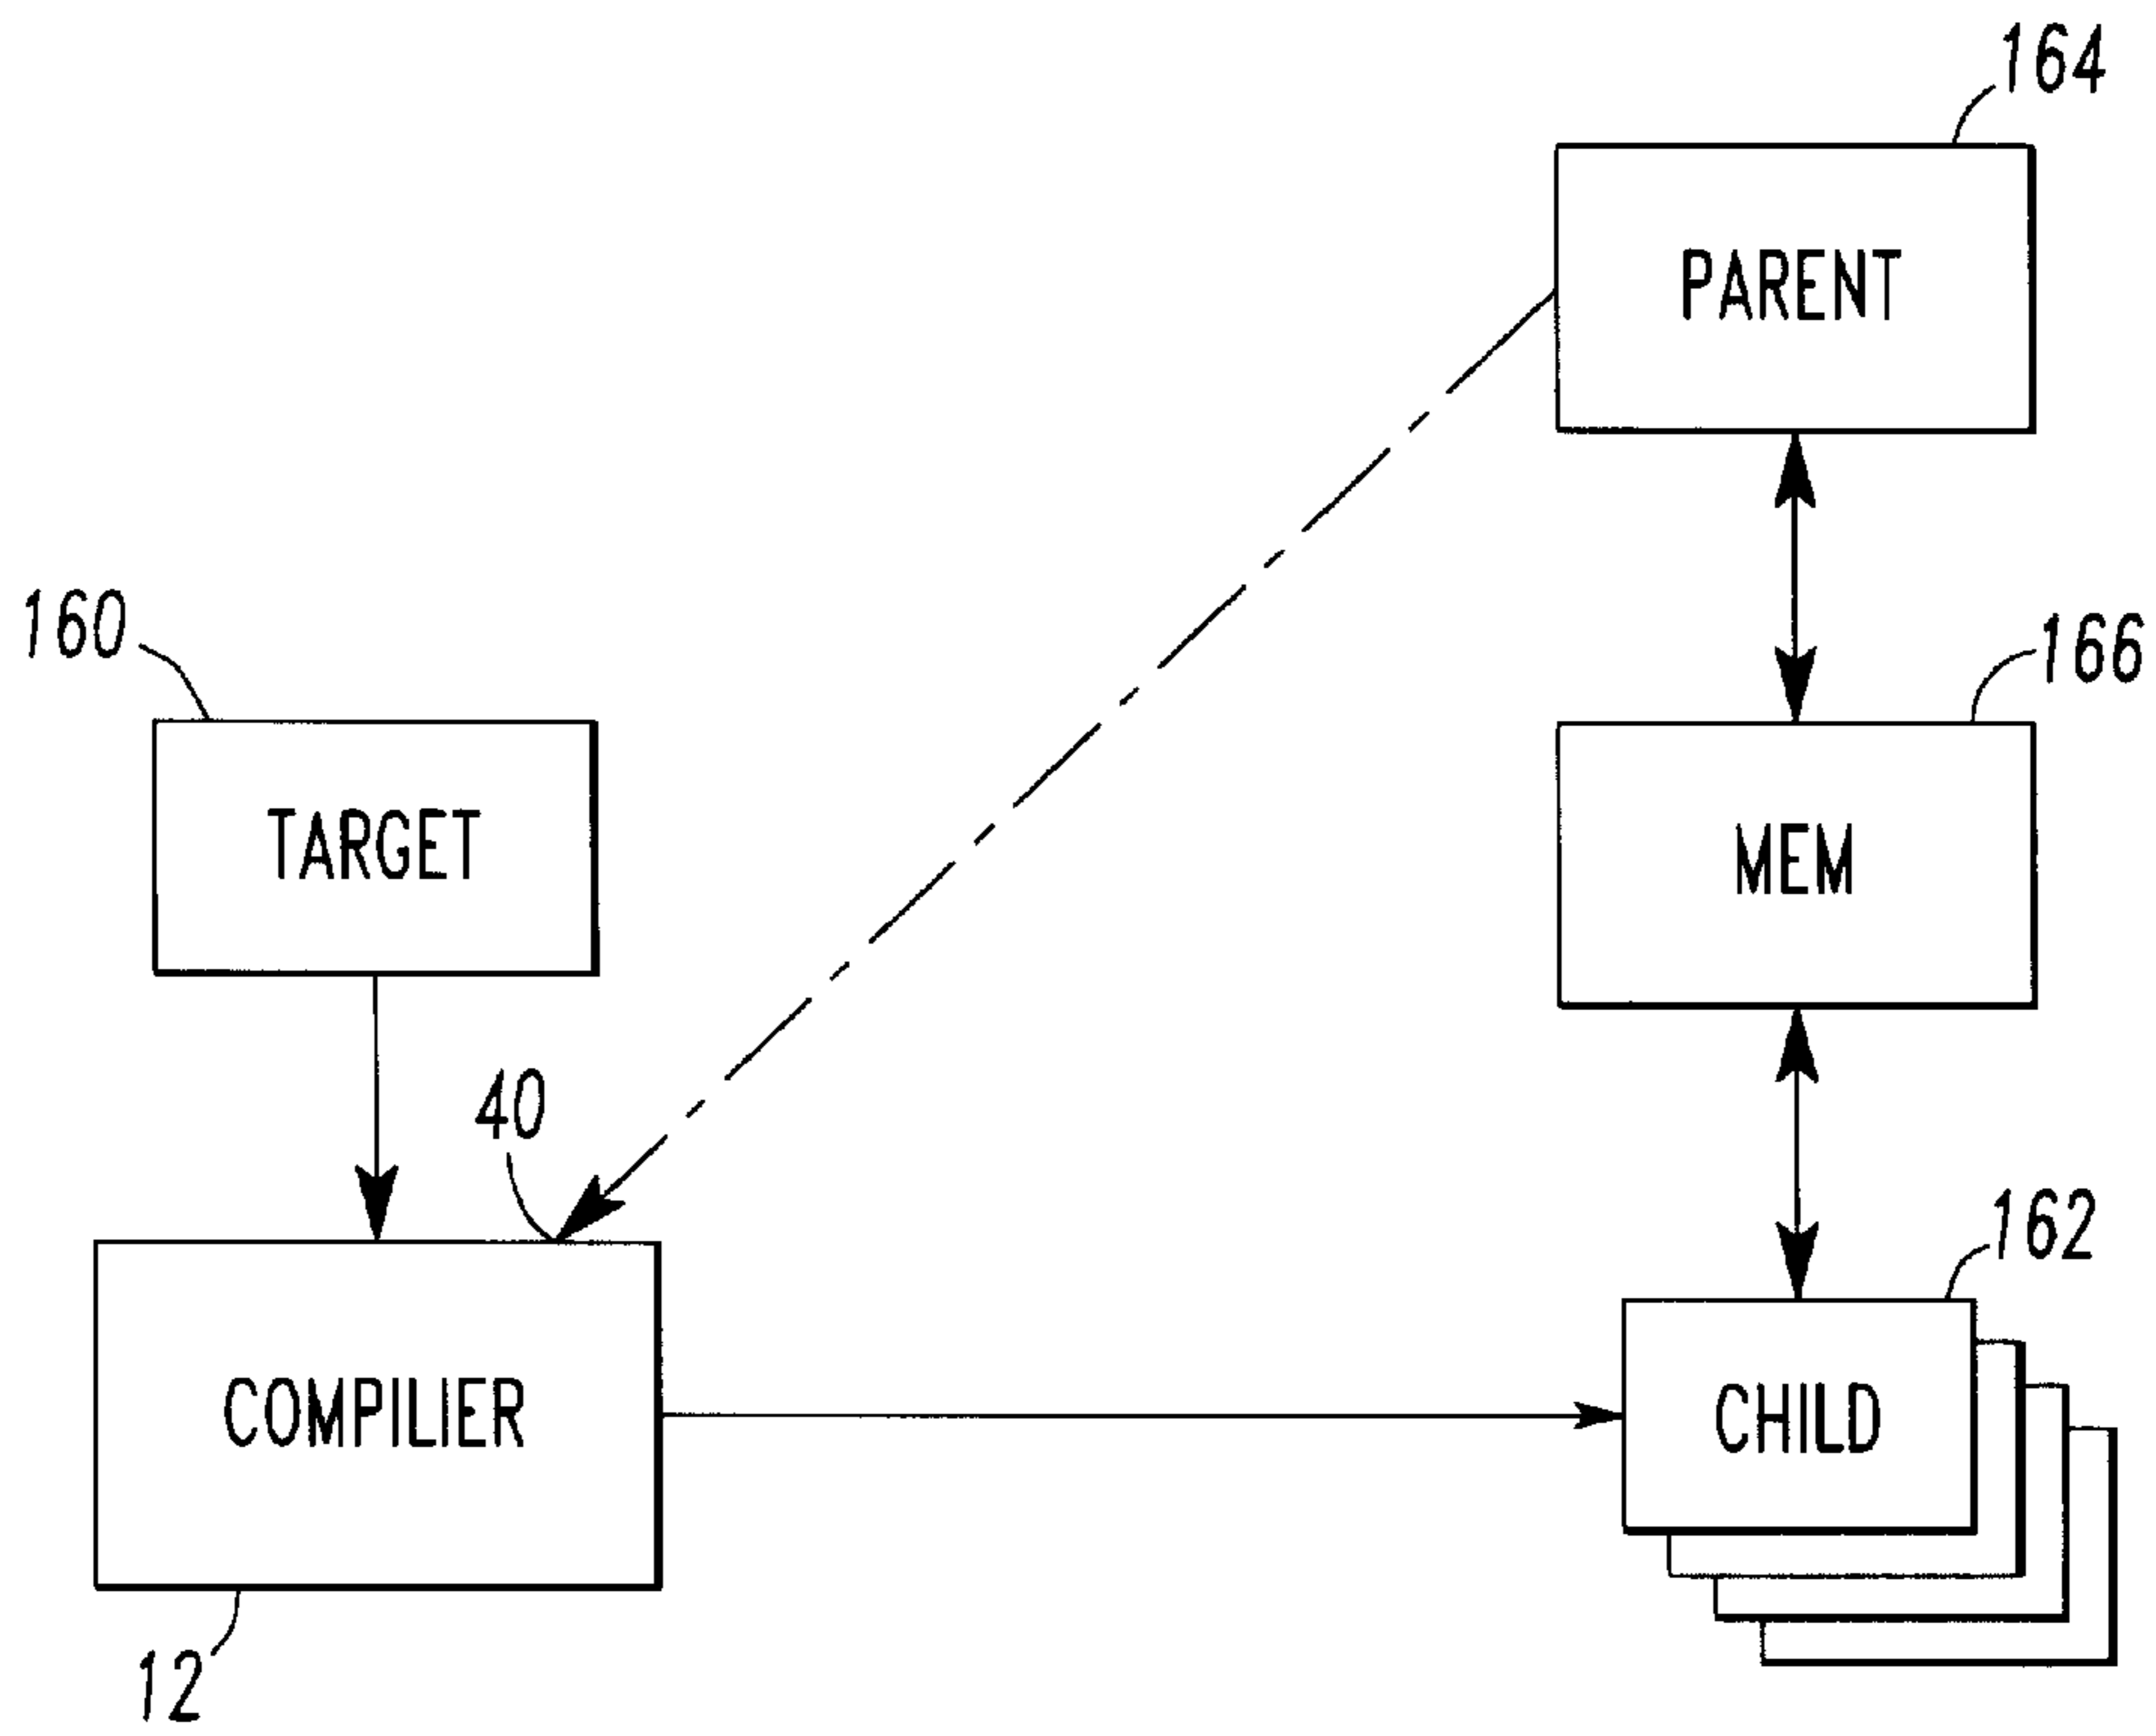 164
PARENT
160
166
TARGET
MEM
40
162
COMPILIER
CHILD
12